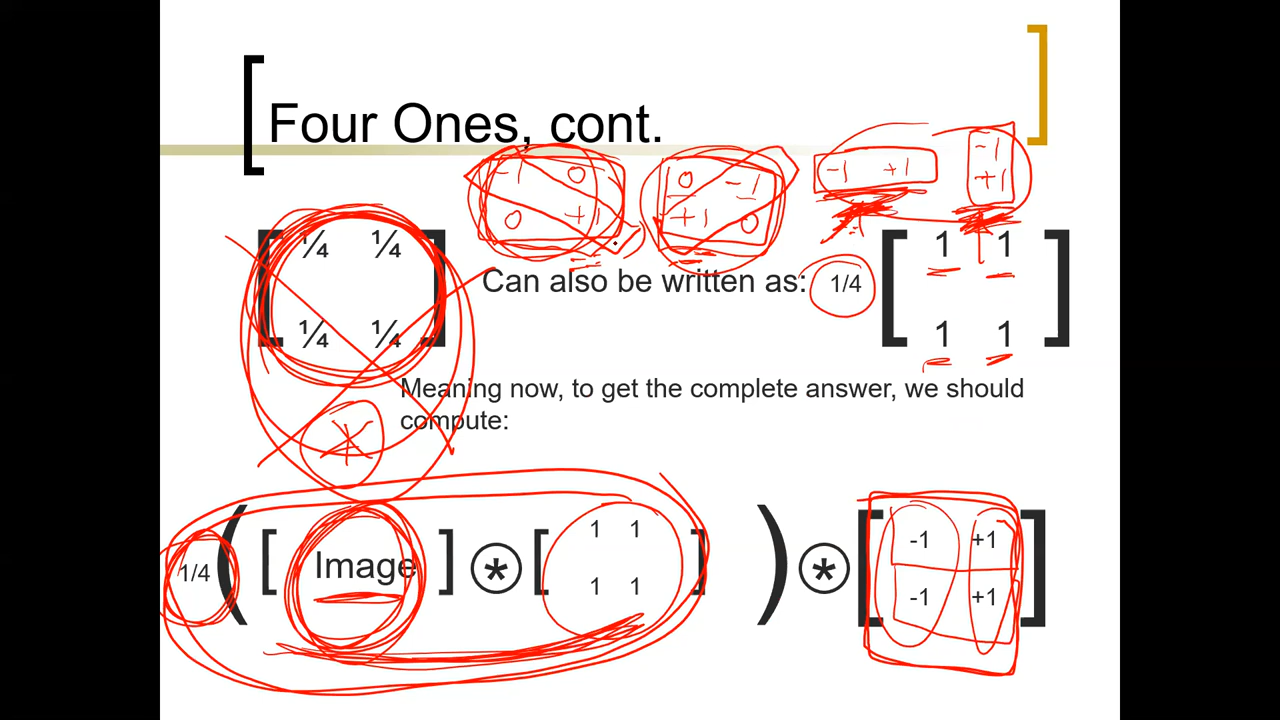 Four Ones, cont.
-1 0
0 +1
0 -1
+1 0
-1 +1
-1
+1
¼ ¼
¼ ¼
Can also be written as: 1/4
1 1
1 1
Meaning now, to get the complete answer, we should
compute:
*
1/4 ( [ Image ] * [ 1 1
1 1 ] ) * [ -1 +1
-1 +1 ]